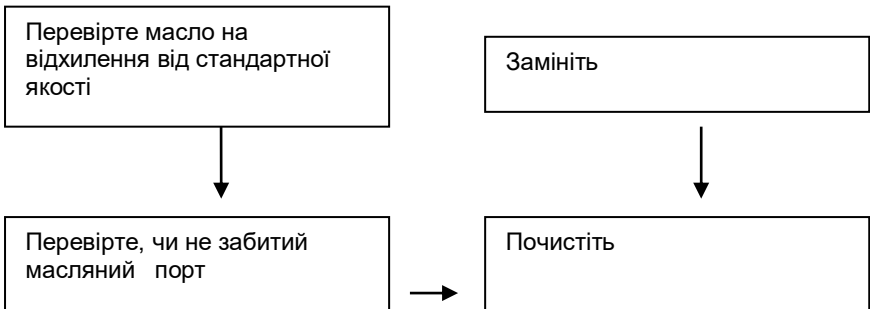 Перевірте масло на
відхилення від стандартної
якості
Замініть
Перевірте, чи не забитий
масляний порт
Почистіть